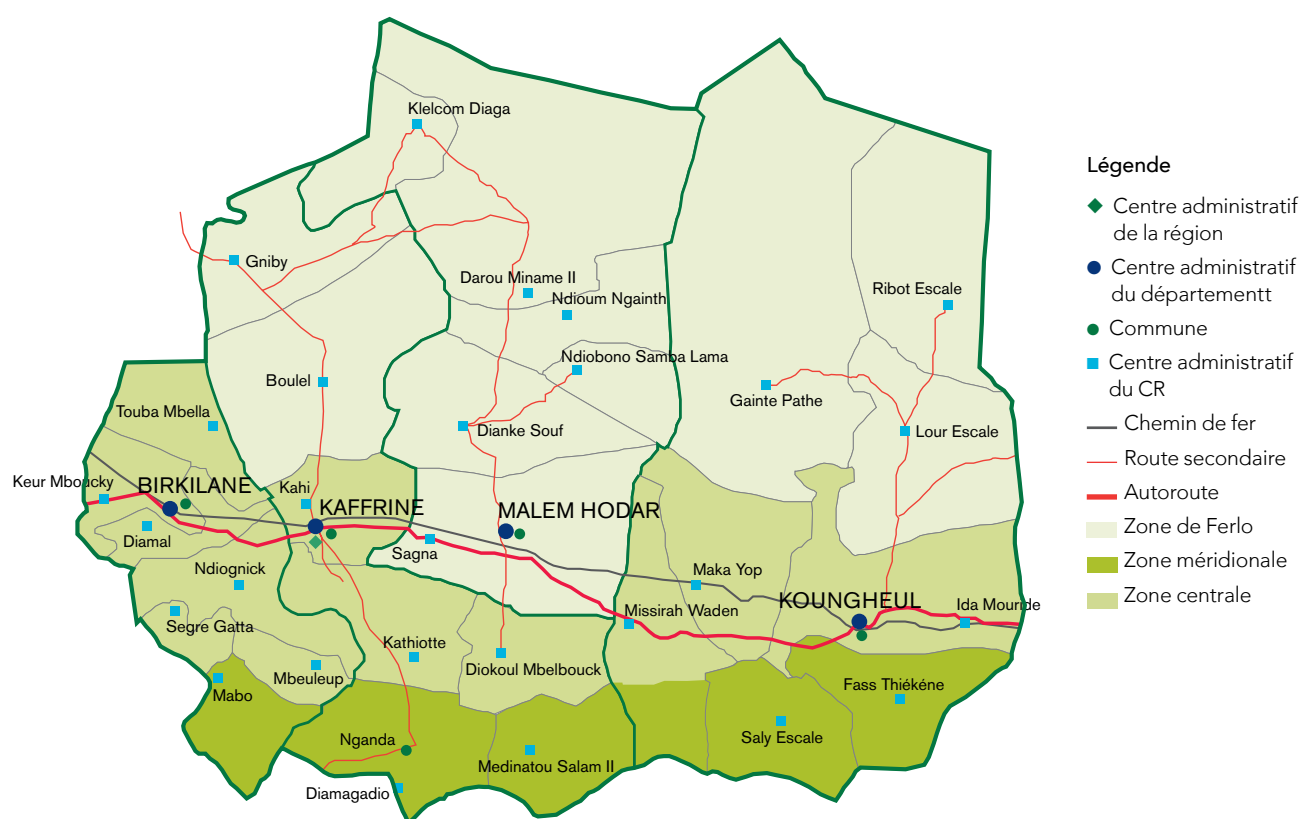 Klelcom Diaga
Gniby
Darou Miname II
Ndioum Ngainth
Ribot Escale
Ndiobono Samba Lama
Boulel
Gainte Pathe
Touba Mbella
Dianke Souf
Lour Escale
Keur Mboucky
BIRKILANE
Kahi
KAFFRINE
MALEM HODAR
Diamal
Sagna
Ndiognick
Maka Yop
KOUNGHEUL
Ida Mouride
Missirah Waden
Segre Gatta
Kathiotte
Mbeuleup
Diokoul Mbelbouck
Mabo
Fass Thiékéne
Nganda
Saly Escale
Medinatou Salam II
Diamagadio
Légende
Centre administratif
de la région
Centre administratif
du départementt
Commune
Centre administratif
du CR
Chemin de fer
Route secondaire
Autoroute
Zone de Ferlo
Zone méridionale
Zone centrale